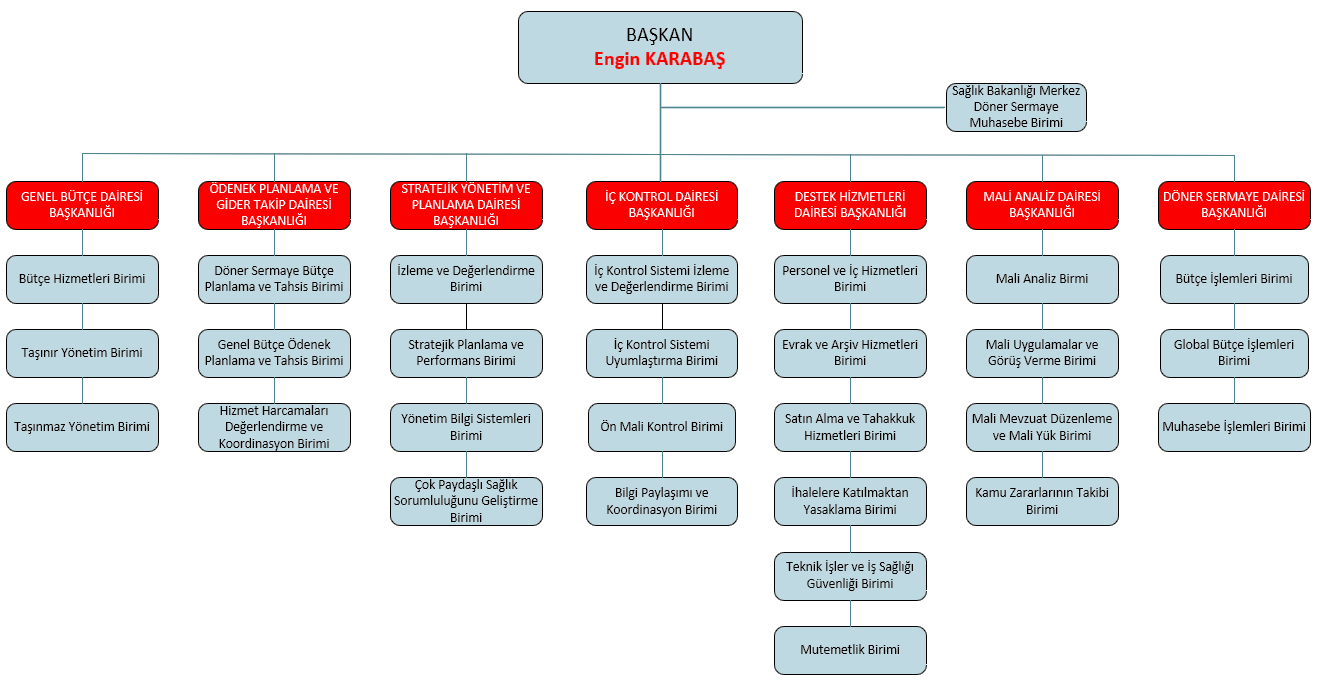 BAŞKAN
Engin KARABAŞ
Sağlık Bakanlığı Merkez
Döner Sermaye
Muhasebe Birimi
GENEL BÜTÇE DAİRESİ
BAŞKANLIĞI
Bütçe Hizmetleri Birimi
Taşınır Yönetim Birimi
Taşınmaz Yönetim Birimi
ÖDENEK PLANLAMA VE
GİDER TAKİP DAİRESİ
BAŞKANLIĞI
Döner Sermaye Bütçe
Planlama ve Tahsis Birimi
Genel Bütçe Ödenek
Planlama ve Tahsis Birimi
Hizmet Harcamaları
Değerlendirme ve
Koordinasyon Birimi
STRATEJİK YÖNETİM VE
PLANLAMA DAİRESİ
BAŞKANLIĞI
İzleme ve Değerlendirme
Birimi
Stratejik Planlama ve
Performans Birimi
Yönetim Bilgi Sistemleri
Birimi
Çok Paydaşlı Sağlık
Sorumluluğunu Geliştirme
Birimi
İÇ KONTROL DAİRESİ
BAŞKANLIĞI
İç Kontrol Sistemi İzleme
ve Değerlendirme Birimi
İç Kontrol Sistemi
Uyumlaştırma Birimi
Ön Mali Kontrol Birimi
Bilgi Paylaşımı ve
Koordinasyon Birimi
DESTEK HİZMETLERİ
DAİRESİ BAŞKANLIĞI
Personel ve İç Hizmetleri
Birimi
Evrak ve Arşiv Hizmetleri
Birimi
Satın Alma ve Tahakkuk
Hizmetleri Birimi
İhalelere Katılmaktan
Yasaklama Birimi
Teknik İşler ve İş Sağlığı
Güvenliği Birimi
Mutemetlik Birimi
MALİ ANALİZ DAİRESİ
BAŞKANLIĞI
Mali Analiz Birmi
Mali Uygulamalar ve
Görüş Verme Birimi
Mali Mevzuat Düzenleme
ve Mali Yük Birimi
Kamu Zararlarının Takibi
Birimi
DÖNER SERMAYE DAİRESİ
BAŞKANLIĞI
Bütçe İşlemleri Birimi
Global Bütçe İşlemleri
Birimi
Muhasebe İşlemleri Birimi